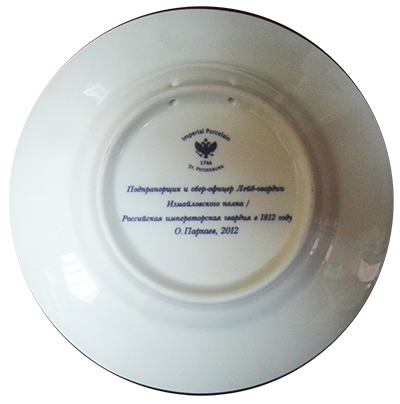 Imperial Porcelain
1744
St. Petersburg
Подпрапорщик и обер-офицер Лейб-гвардии
Измайловского полка /
Российская императорская гвардия в 1812 году
О. Пархаев, 2012